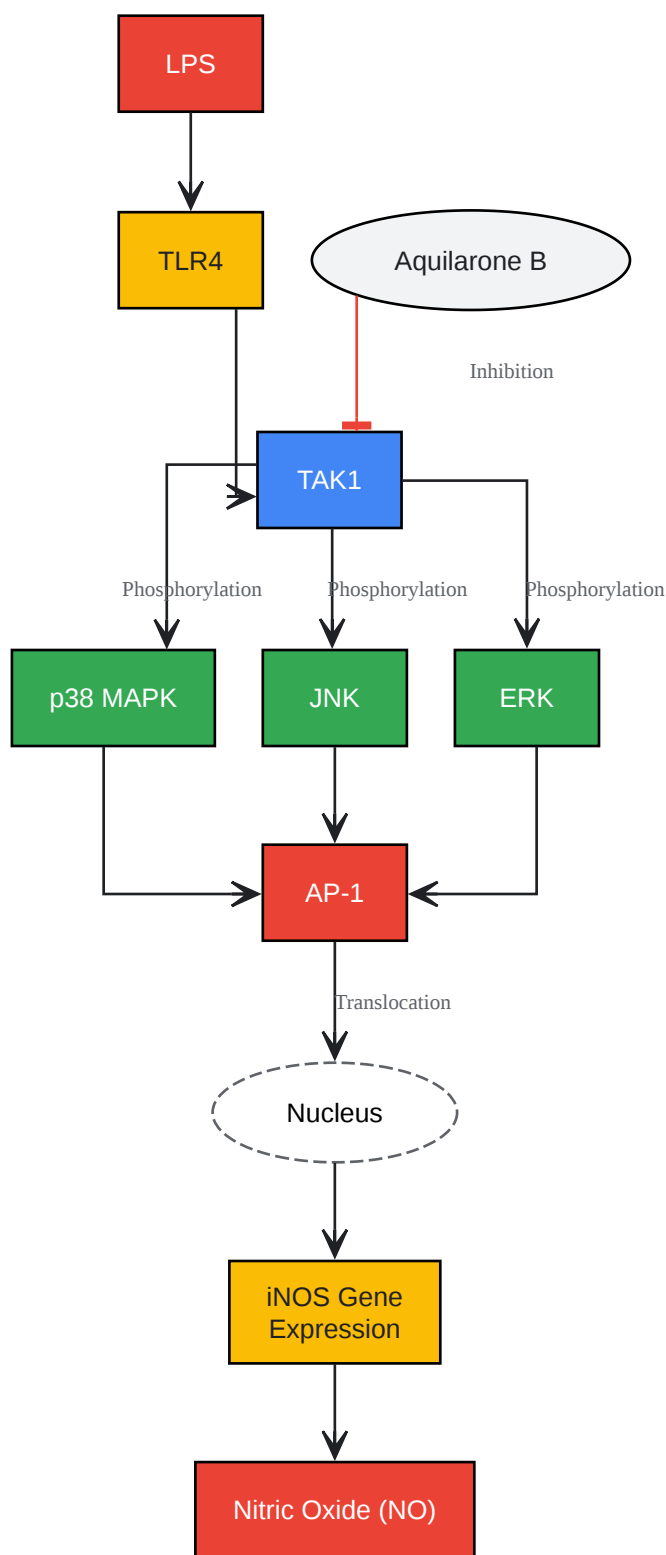 LPS
TLR4
Aquilarone B
Inhibition
TAK1
Phosphorylation
Phosphorylation
Phosphorylation
p38 MAPK
JNK
ERK
AP-1
Translocation
Nucleus
iNOS Gene
Expression
Nitric Oxide (NO)